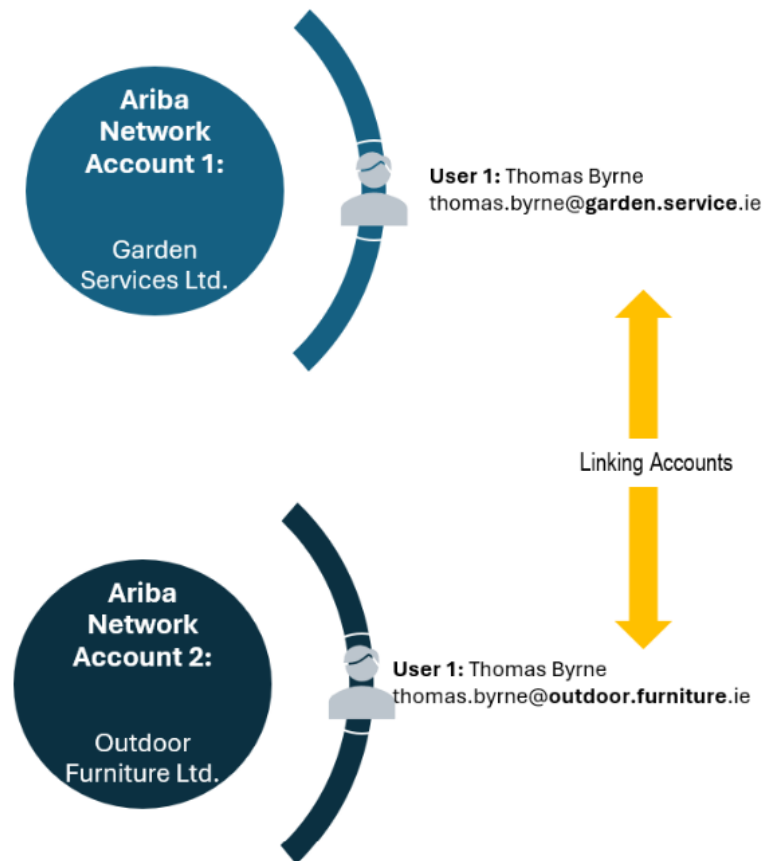 Ariba
Network
Account 1:
Garden
Services Ltd.
User 1: Thomas Byrne
thomas.byrne@garden.service.ie
Linking Accounts
Ariba
Network
Account 2:
Outdoor
Furniture Ltd.
User 1: Thomas Byrne
thomas.byrne@outdoor.furniture.ie